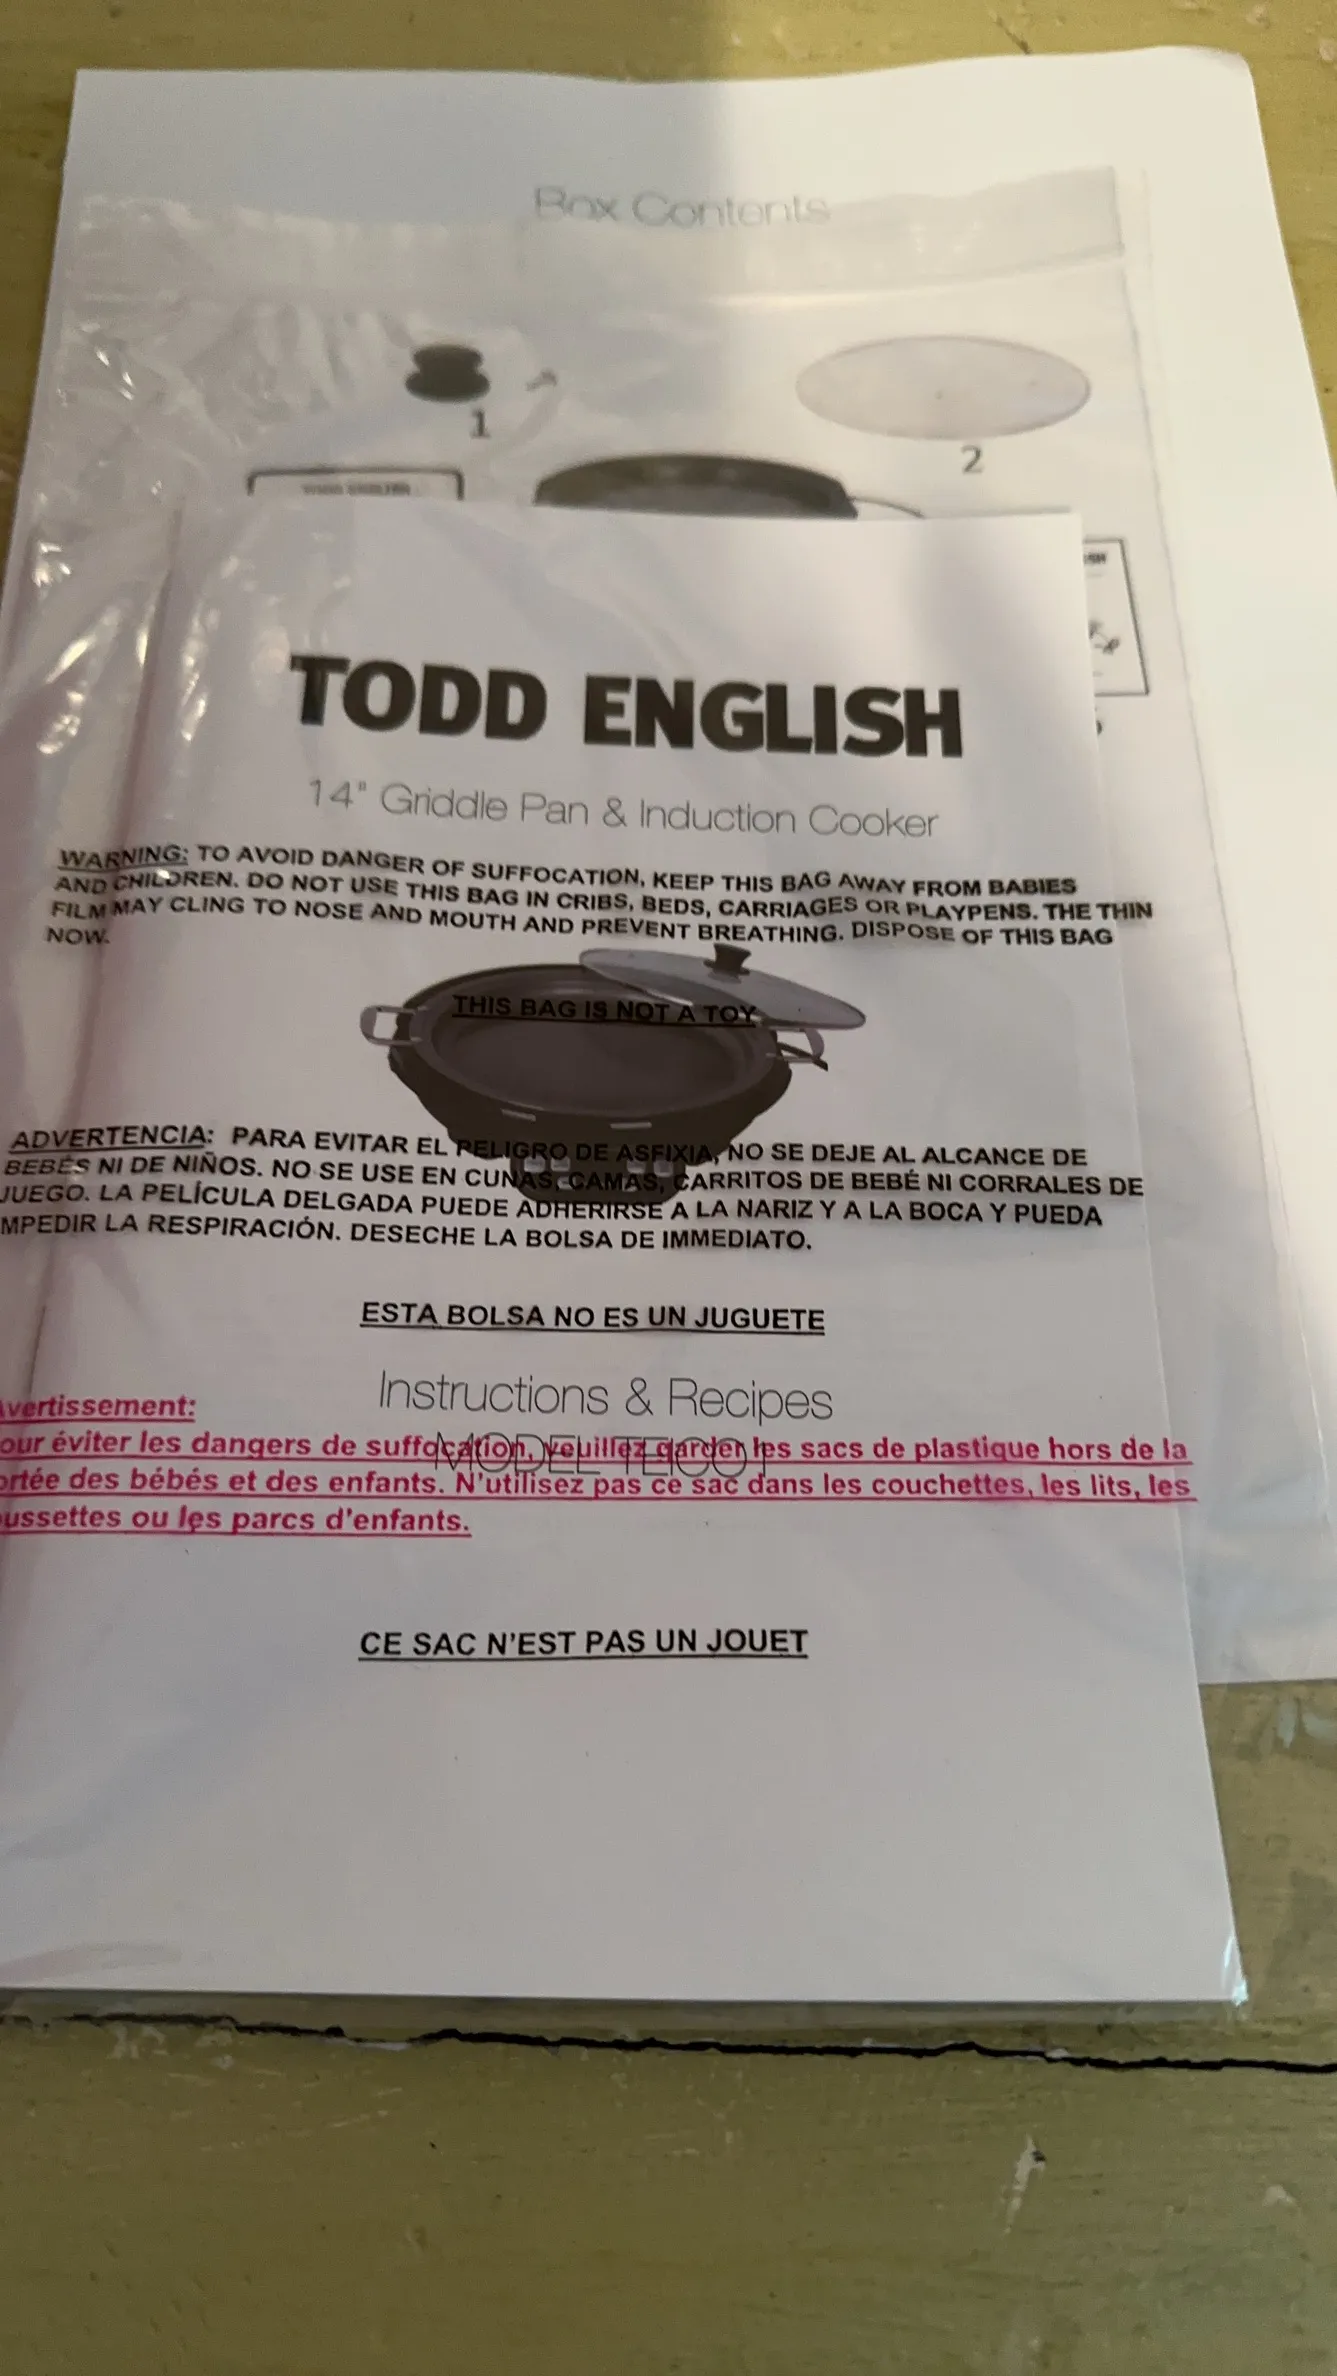 Box Contents
1
2
TODD ENGLISH
TODD ENGLISH
14" Griddle Pan & Induction Cooker
WARNING: TO AVOID DANGER OF SUFFOCATION, KEEP THIS BAG AWAY FROM BABIES
AND CHILDREN. DO NOT USE THIS BAG IN CRIBS, BEDS, CARRIAGES OR PLAYPENS. THE THIN
FILM MAY CLING TO NOSE AND MOUTH AND PREVENT BREATHING. DISPOSE OF THIS BAG
NOW.
THIS BAG IS NOT A TOY
ADVERTENCIA: PARA EVITAR EL PELIGRO DE ASFIXIA, NO SE DEJE AL ALCANCE DE
BEBÉS NI DE NIÑOS. NO SE USE EN CUNAS, CAMAS, CARRITOS DE BEBÉ NI CORRALES DE
JUEGO. LA PELÍCULA DELGADA PUEDE ADHERIRSE A LA NARIZ Y A LA BOCA Y PUEDA
MPEDIR LA RESPIRACIÓN. DESECHE LA BOLSA DE IMMEDIATO.
ESTA BOLSA NO ES UN JUGUETE
Instructions & Recipes
MODEL TEIC01
vertissement:
our éviter les dangers de suffocation, veuillez garder les sacs de plastique hors de la
ortée des bébés et des enfants. N'utilisez pas ce sac dans les couchettes, les lits, les
ussettes ou les parcs d'enfants.
CE SAC N'EST PAS UN JOUET